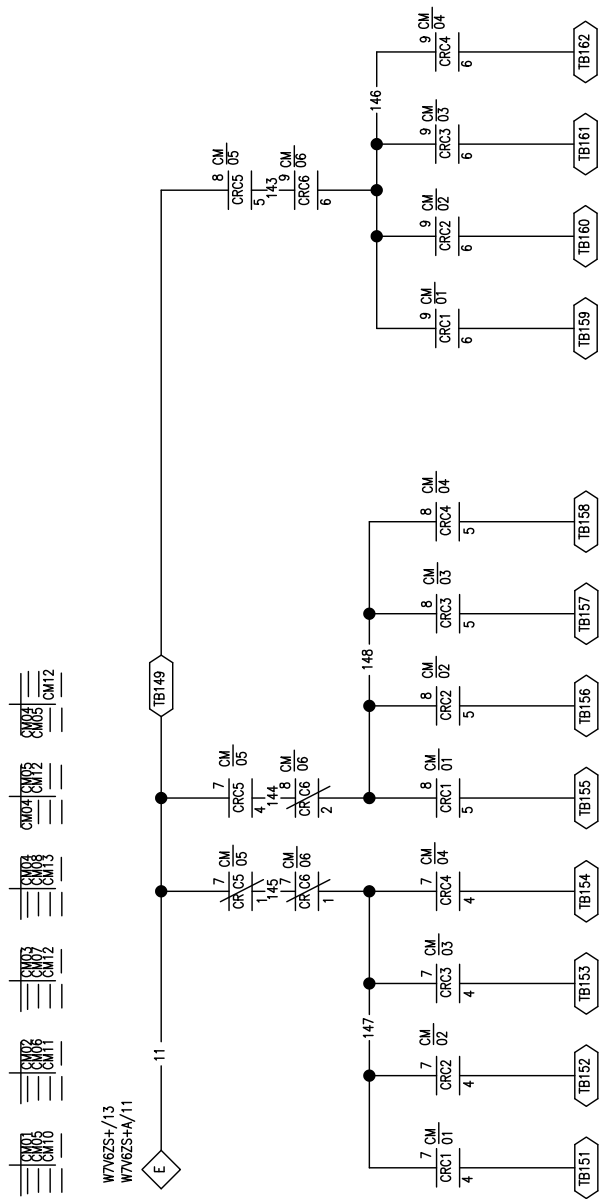 CM01 CM02 CM03 CM04 CM05 CM04
CM05 CM06 CM07 CM08 CM04 CM12 CM05
CM10 CM11 CM12 CM13 CM12
W7V6ZS+/13
W7V6ZS+A/11
E
11
TB149
7 CM 05
CRC5
1
7 CM 05
CRC5
4
8 CM 05
CRC5
5
145
144
143
7 CM 06
CRC6
1
8 CM 06
CRC6
2
9 CM 06
CRC6
6
147
148
146
7 CM 01
CRC1
4
7 CM 02
CRC2
4
7 CM 03
CRC3
4
7 CM 04
CRC4
4
8 CM 01
CRC1
5
8 CM 02
CRC2
5
8 CM 03
CRC3
5
8 CM 04
CRC4
5
9 CM 01
CRC1
6
9 CM 02
CRC2
6
9 CM 03
CRC3
6
9 CM 04
CRC4
6
TB151
TB152
TB153
TB154
TB155
TB156
TB157
TB158
TB159
TB160
TB161
TB162